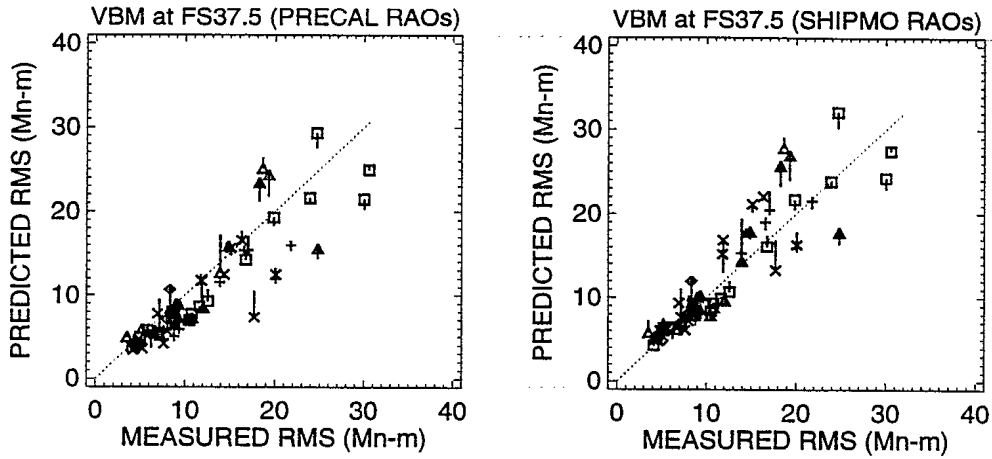 VBM at FS37.5 (PRECAL RAOs)
40
30
20
10
0
PREDICTED RMS (Mn-m)
0 10 20 30 40
MEASURED RMS (Mn-m)
VBM at FS37.5 (SHIPMO RAOs)
40
30
20
10
0
PREDICTED RMS (Mn-m)
0 10 20 30 40
MEASURED RMS (Mn-m)